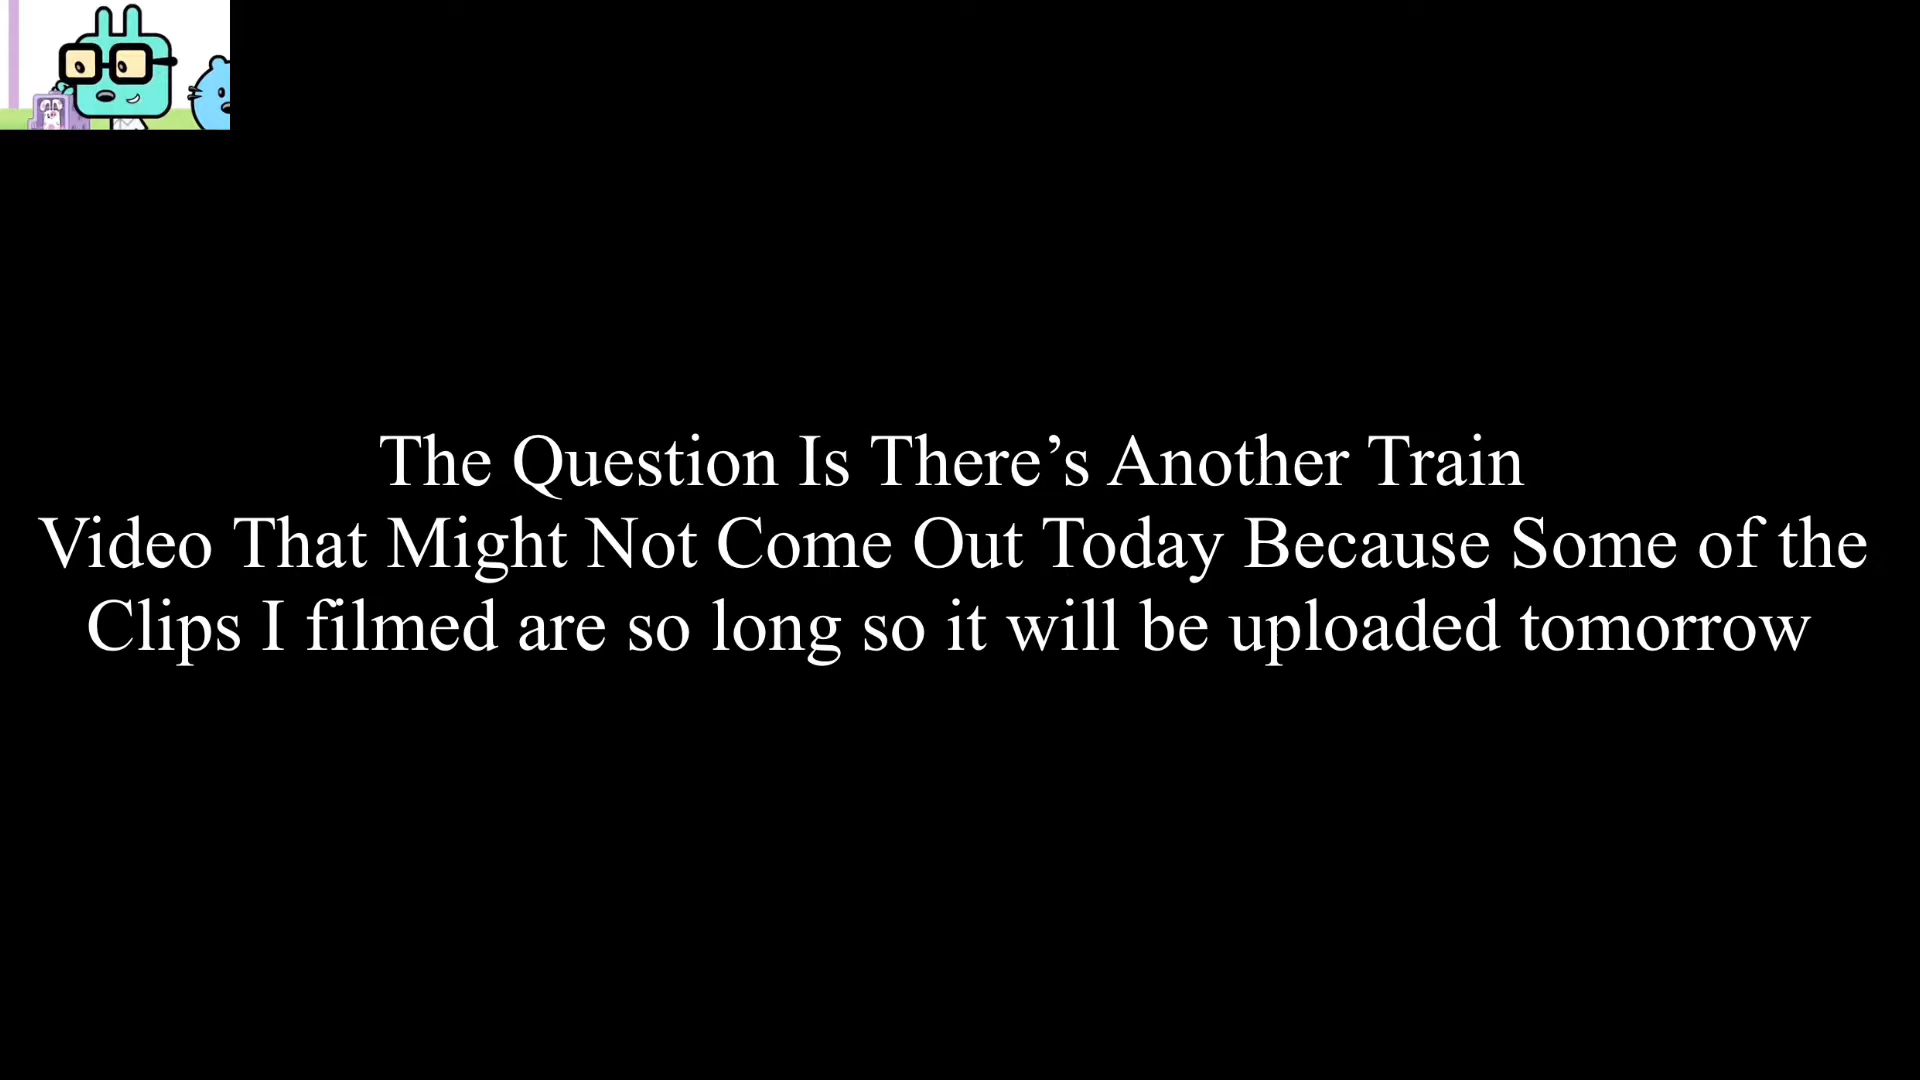 The Question Is There’s Another Train
Video That Might Not Come Out Today Because Some of the
Clips I filmed are so long so it will be uploaded tomorrow